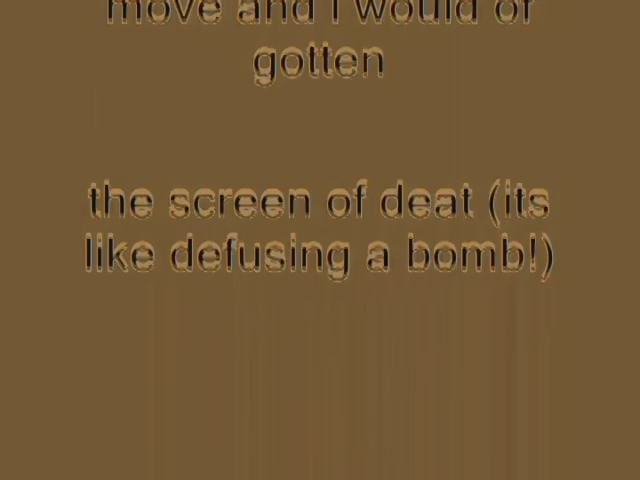 move and i would of
gotten
the screen of deat (its
like defusing a bomb!)